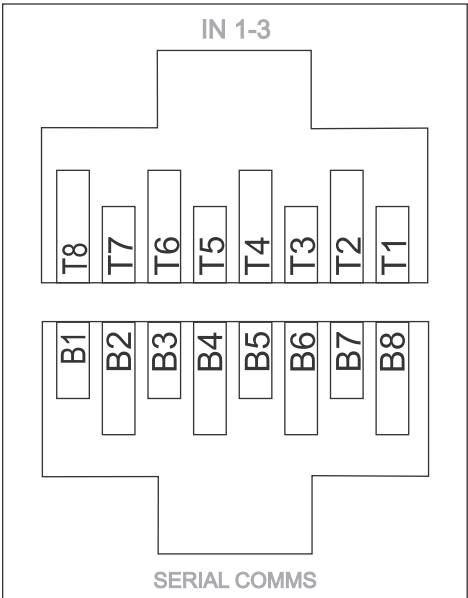 IN 1-3
T8 T7 T6 T5 T4 T3 T2 T1
B1 B2 B3 B4 B5 B6 B7 B8
SERIAL COMMS